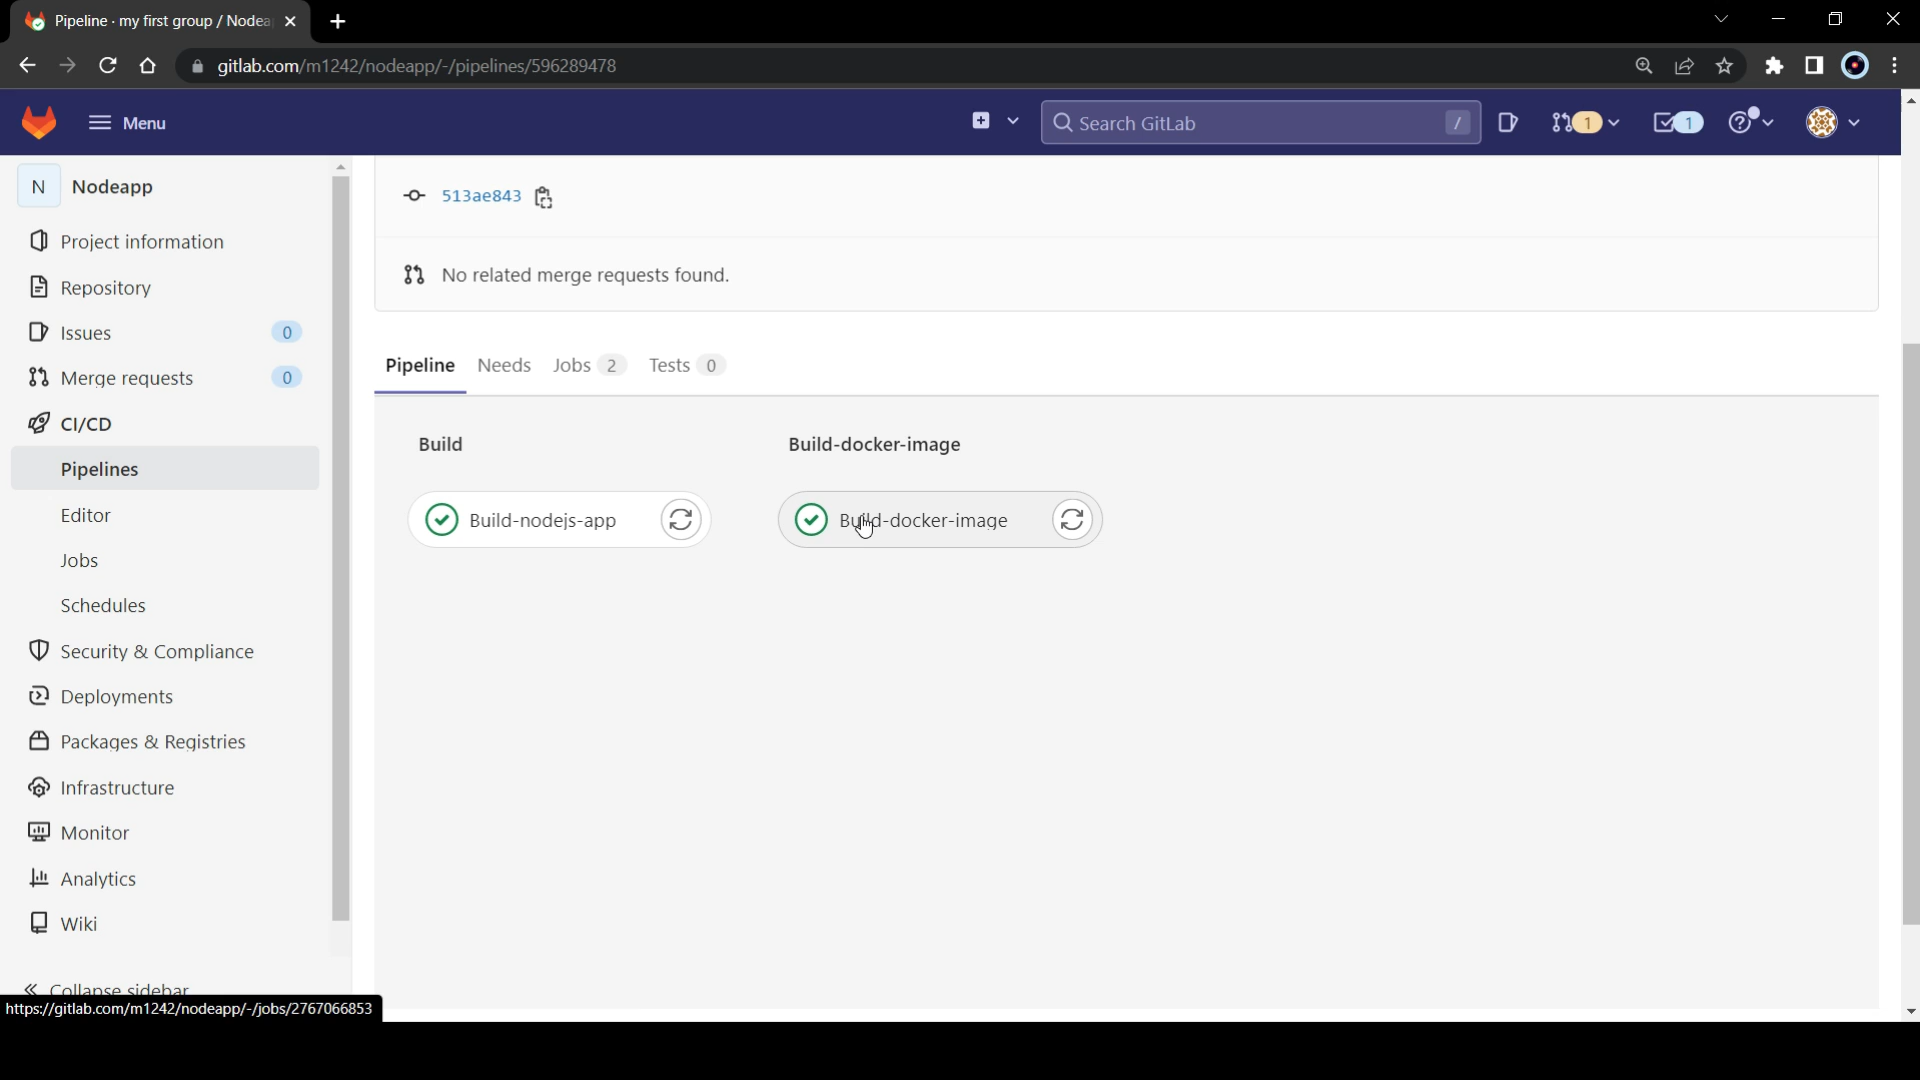 Pipeline · my first group / Nodea
gitlab.com/m1242/nodeapp/-/pipelines/596289478
Menu
Search GitLab
/
1
1
N Nodeapp
Project information
Repository
Issues 0
Merge requests 0
CI/CD
Pipelines
Editor
Jobs
Schedules
Security & Compliance
Deployments
Packages & Registries
Infrastructure
Monitor
Analytics
Wiki
Collapse sidebar
https://gitlab.com/m1242/nodeapp/-/jobs/2767066853
513ae843
No related merge requests found.
Pipeline Needs Jobs 2 Tests 0
Build
Build-nodejs-app
Build-docker-image
Build-docker-image